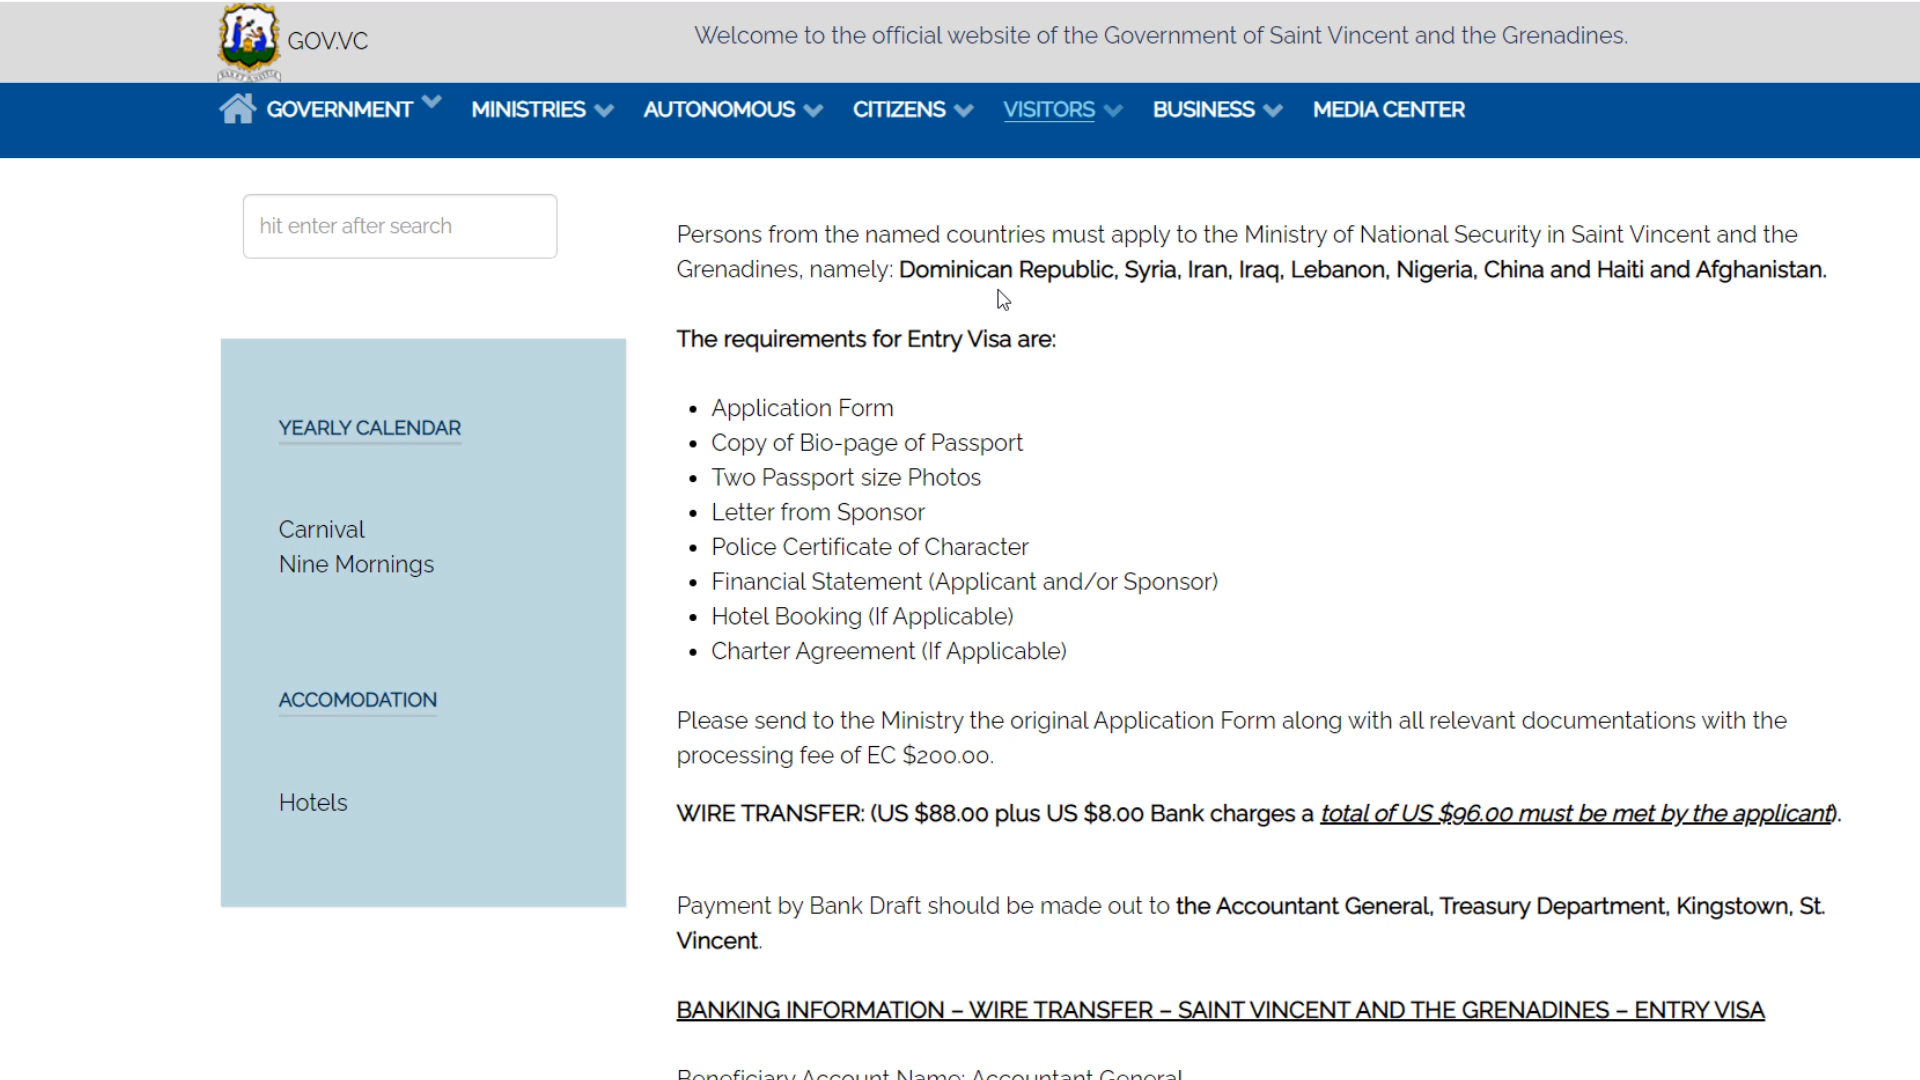 GOV.VC
Welcome to the official website of the Government of Saint Vincent and the Grenadines.
GOVERNMENT MINISTRIES AUTONOMOUS CITIZENS VISITORS BUSINESS MEDIA CENTER
hit enter after search
YEARLY CALENDAR
Carnival
Nine Mornings
ACCOMODATION
Hotels
Persons from the named countries must apply to the Ministry of National Security in Saint Vincent and the
Grenadines, namely: Dominican Republic, Syria, Iran, Iraq, Lebanon, Nigeria, China and Haiti and Afghanistan.
The requirements for Entry Visa are:
• Application Form
• Copy of Bio-page of Passport
• Two Passport size Photos
• Letter from Sponsor
• Police Certificate of Character
• Financial Statement (Applicant and/or Sponsor)
• Hotel Booking (If Applicable)
• Charter Agreement (If Applicable)
Please send to the Ministry the original Application Form along with all relevant documentations with the
processing fee of EC $200.00.
WIRE TRANSFER: (US $88.00 plus US $8.00 Bank charges a total of US $96.00 must be met by the applicant).
Payment by Bank Draft should be made out to the Accountant General, Treasury Department, Kingstown, St.
Vincent.
BANKING INFORMATION – WIRE TRANSFER – SAINT VINCENT AND THE GRENADINES – ENTRY VISA
Beneficiary Account Name: Accountant General